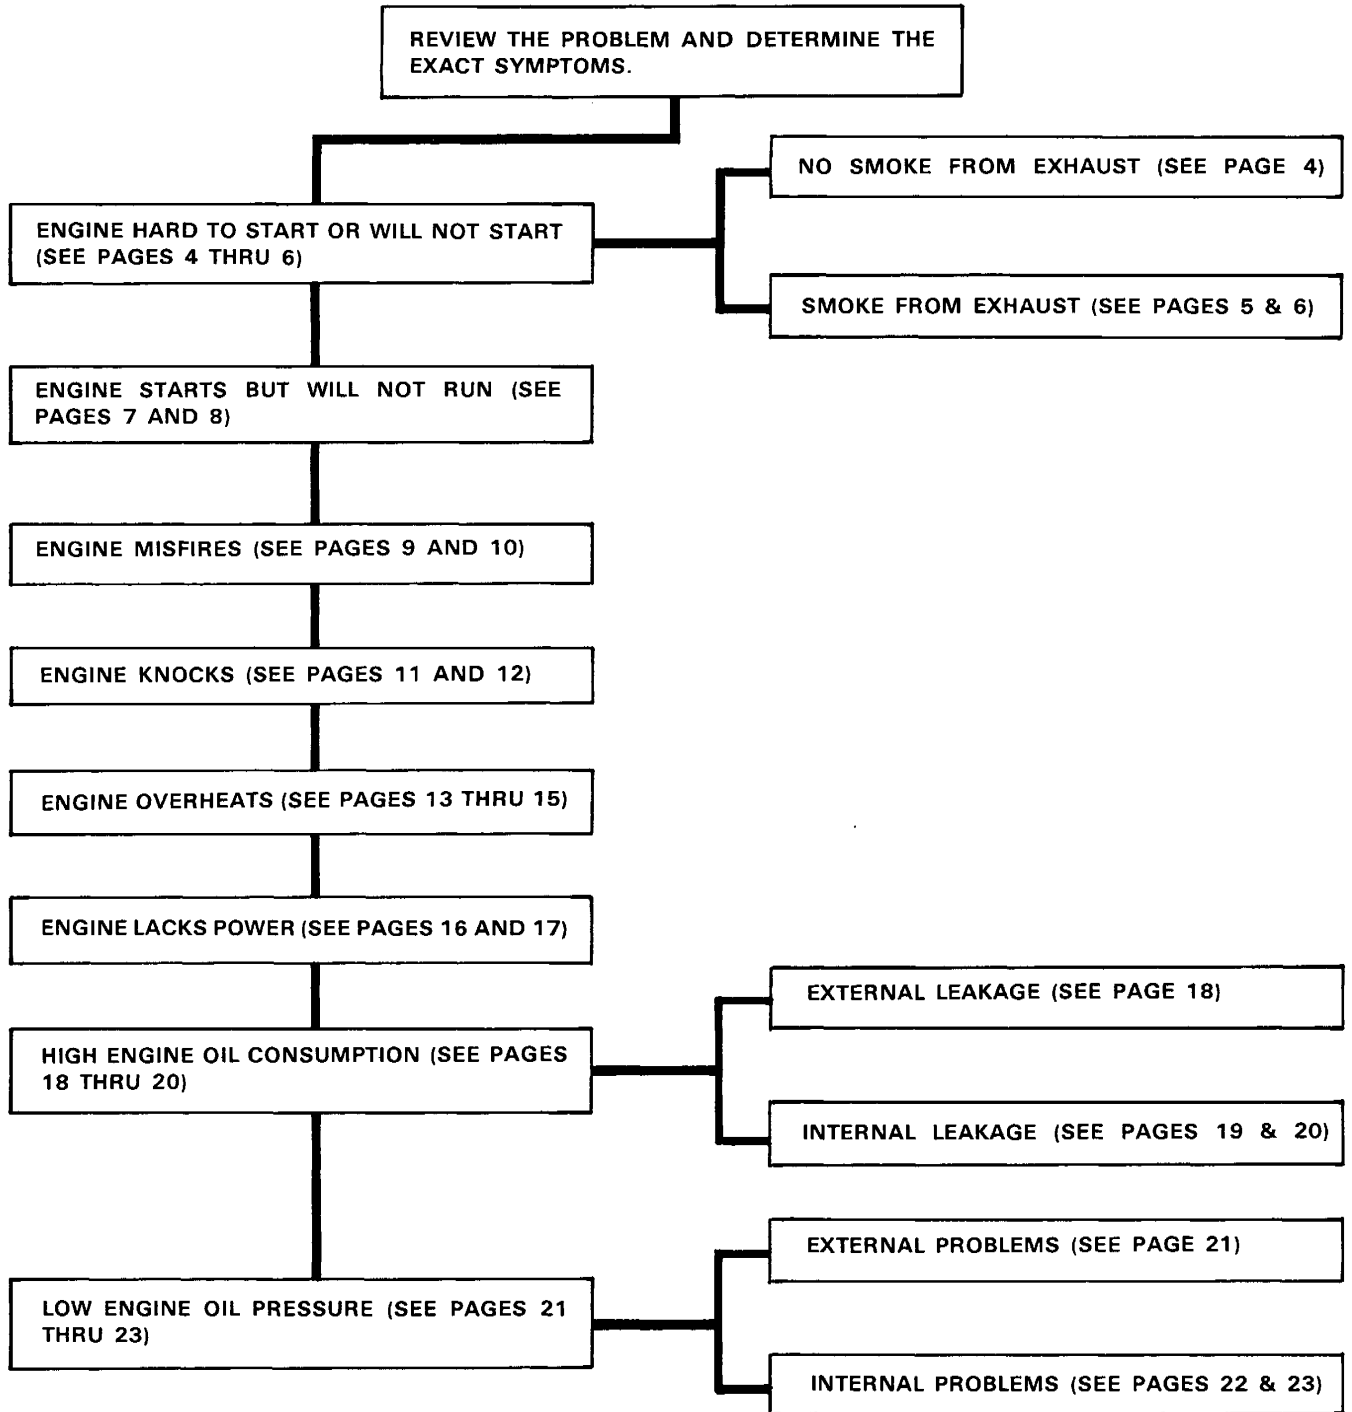 REVIEW THE PROBLEM AND DETERMINE THE
EXACT SYMPTOMS.
ENGINE HARD TO START OR WILL NOT START
(SEE PAGES 4 THRU 6)
NO SMOKE FROM EXHAUST (SEE PAGE 4)
SMOKE FROM EXHAUST (SEE PAGES 5 & 6)
ENGINE STARTS BUT WILL NOT RUN (SEE
PAGES 7 AND 8)
ENGINE MISFIRES (SEE PAGES 9 AND 10)
ENGINE KNOCKS (SEE PAGES 11 AND 12)
ENGINE OVERHEATS (SEE PAGES 13 THRU 15)
ENGINE LACKS POWER (SEE PAGES 16 AND 17)
HIGH ENGINE OIL CONSUMPTION (SEE PAGES
18 THRU 20)
EXTERNAL LEAKAGE (SEE PAGE 18)
INTERNAL LEAKAGE (SEE PAGES 19 & 20)
LOW ENGINE OIL PRESSURE (SEE PAGES 21
THRU 23)
EXTERNAL PROBLEMS (SEE PAGE 21)
INTERNAL PROBLEMS (SEE PAGES 22 & 23)